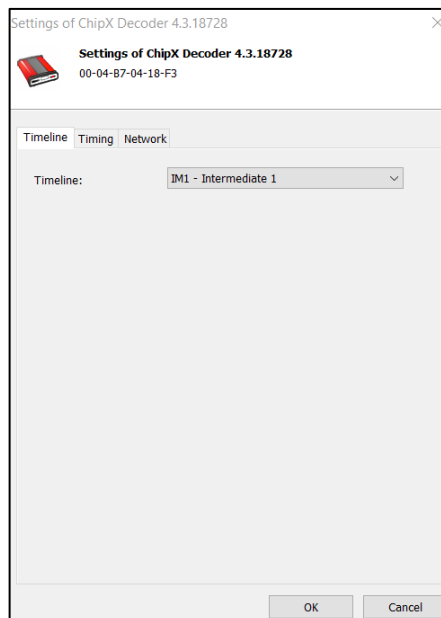 Settings of ChipX Decoder 4.3.18728
Settings of ChipX Decoder 4.3.18728
00-04-B7-04-18-F3
Timeline Timing Network
Timeline: IM1 - Intermediate 1
OK Cancel